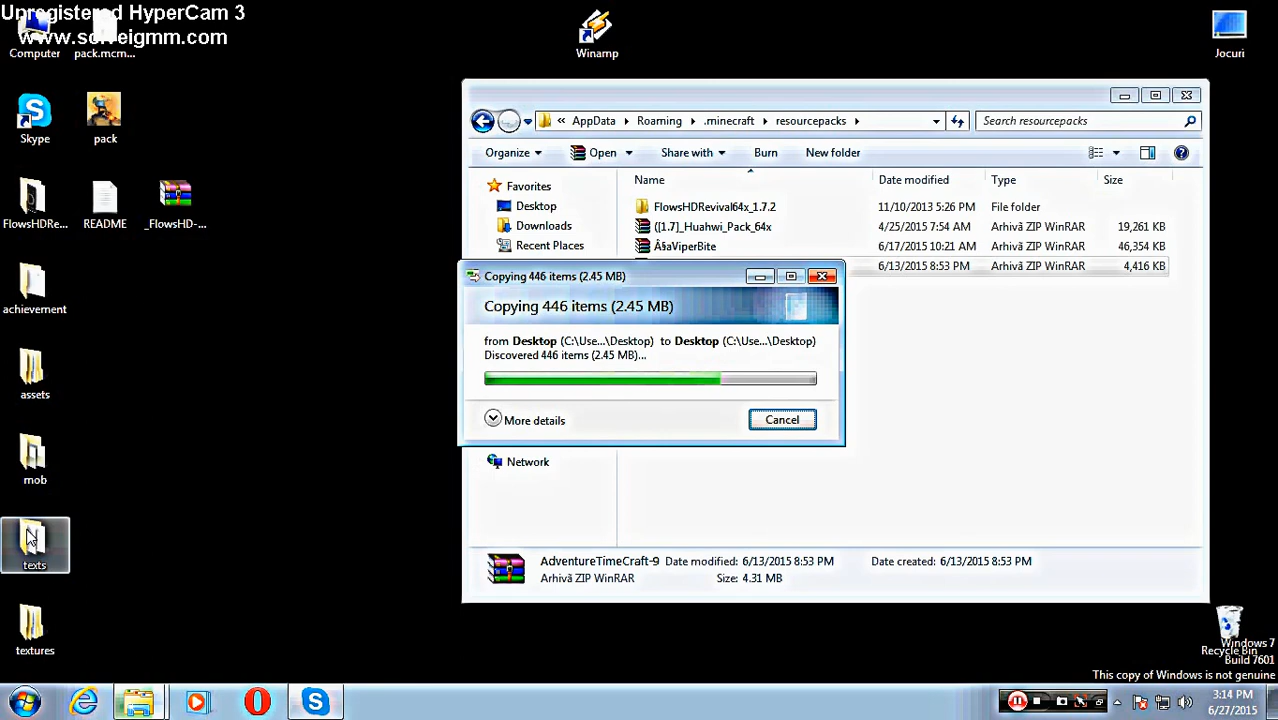 Unregistered HyperCam 3
www.solveigmm.com
Computer
pack.mcm...
Winamp
Jocuri
Skype
pack
FlowsHDRe...
README
_FlowsHD-...
achievement
assets
mob
texts
textures
« AppData Roaming .minecraft resourcepacks
Search resourcepacks
Organize Open Share with Burn New folder
Favorites
Desktop
Downloads
Recent Places
Network
Name Date modified Type Size
FlowsHDRevival64x_1.7.2 11/10/2013 5:26 PM File folder
([1.7]_Huahwi_Pack_64x 4/25/2015 7:54 AM Arhivă ZIP WinRAR 19,261 KB
Â§aViperBite 6/17/2015 10:21 AM Arhivă ZIP WinRAR 46,354 KB
6/13/2015 8:53 PM Arhivă ZIP WinRAR 4,416 KB
Copying 446 items (2.45 MB)
Copying 446 items (2.45 MB)
from Desktop (C:\Use...\Desktop) to Desktop (C:\Use...\Desktop)
Discovered 446 items (2.45 MB)...
More details
Cancel
AdventureTimeCraft-9 Date modified: 6/13/2015 8:53 PM Date created: 6/13/2015 8:53 PM
Arhivă ZIP WinRAR Size: 4.31 MB
Recycle Bin
Windows 7
Build 7601
This copy of Windows is not genuine
3:14 PM
6/27/2015